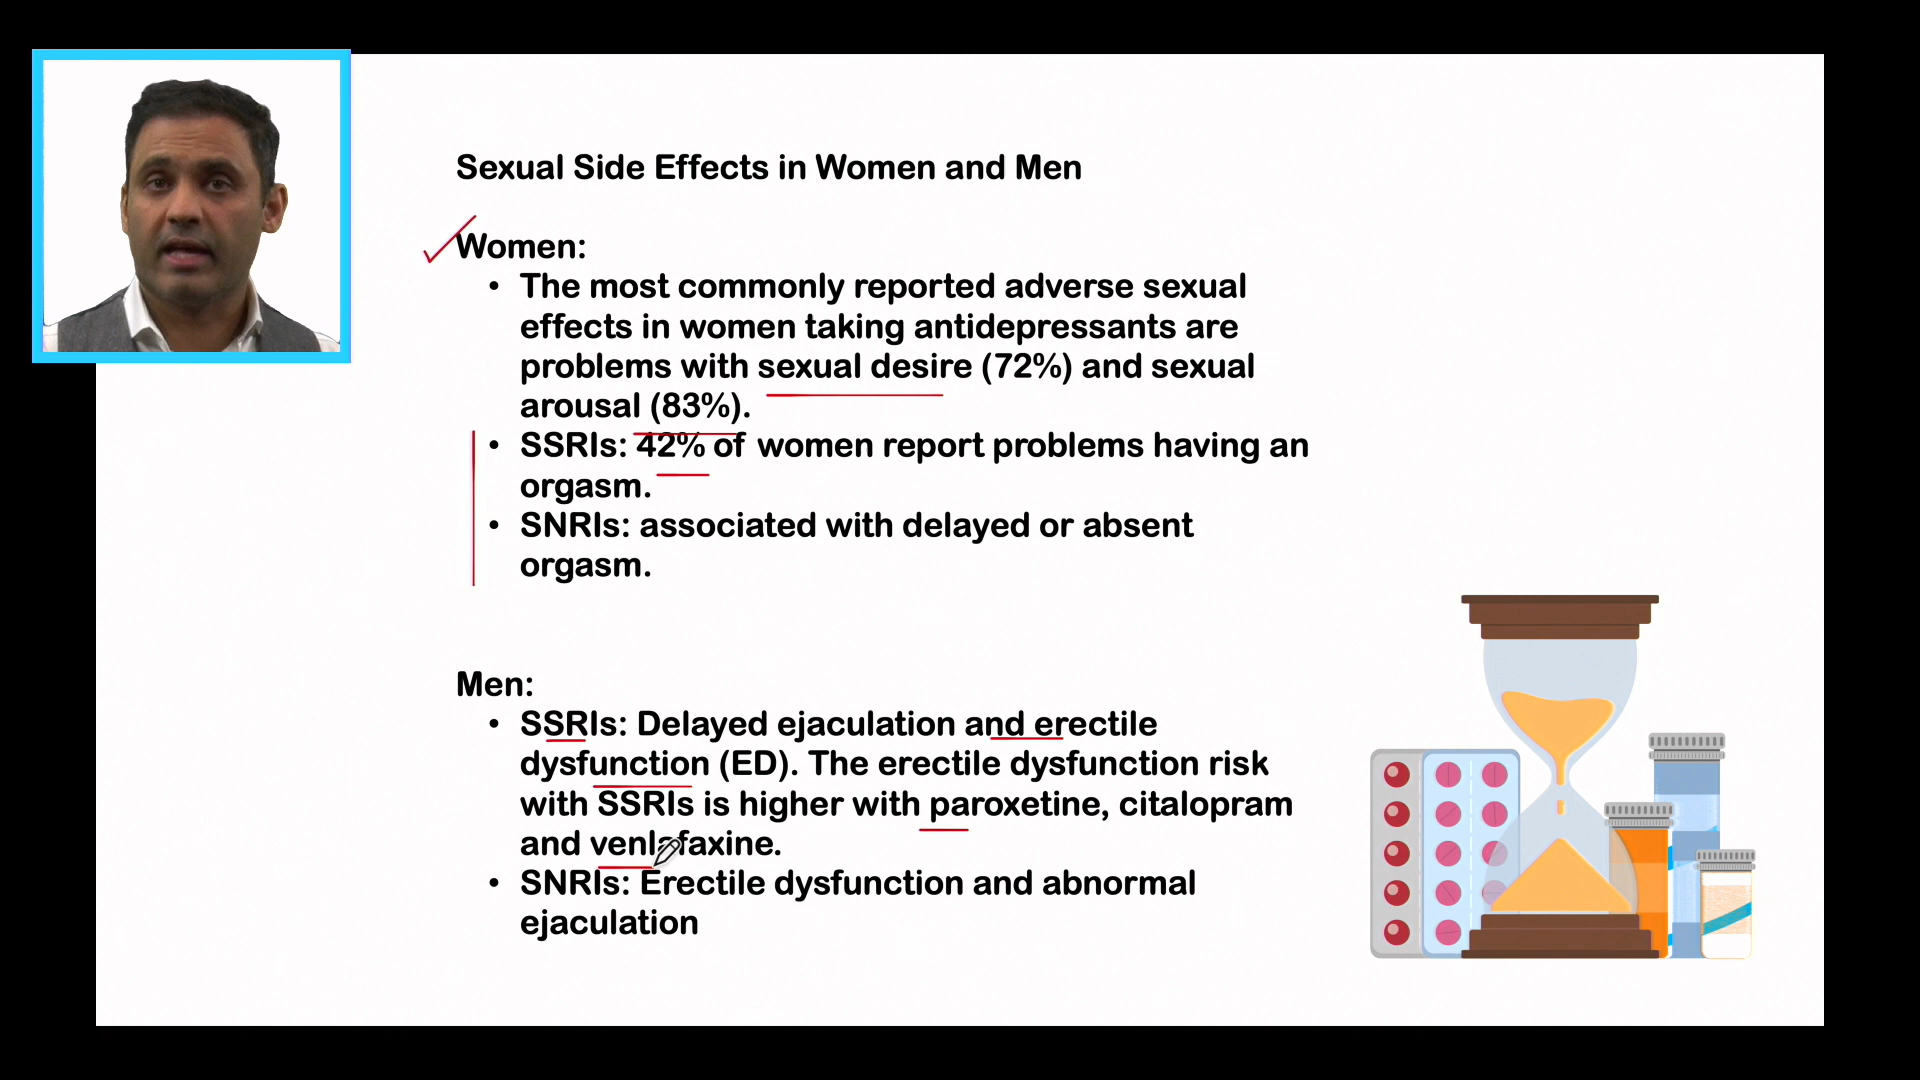 Sexual Side Effects in Women and Men
Women:
• The most commonly reported adverse sexual
effects in women taking antidepressants are
problems with sexual desire (72%) and sexual
arousal (83%).
• SSRIs: 42% of women report problems having an
orgasm.
• SNRIs: associated with delayed or absent
orgasm.
Men:
• SSRIs: Delayed ejaculation and erectile
dysfunction (ED). The erectile dysfunction risk
with SSRIs is higher with paroxetine, citalopram
and venlafaxine.
• SNRIs: Erectile dysfunction and abnormal
ejaculation